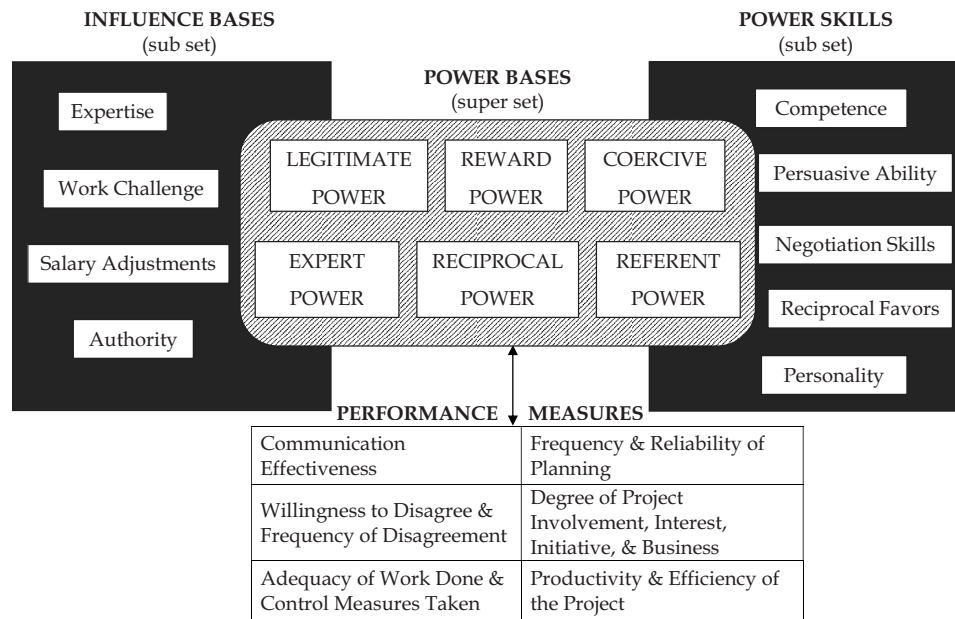 INFLUENCE BASES
(sub set)
Expertise
Work Challenge
Salary Adjustments
Authority
POWER BASES
(super set)
LEGITIMATE
POWER
REWARD
POWER
COERCIVE
POWER
EXPERT
POWER
RECIPROCAL
POWER
REFERENT
POWER
POWER SKILLS
(sub set)
Competence
Persuasive Ability
Negotiation Skills
Reciprocal Favors
Personality
PERFORMANCE MEASURES
Communication
Effectiveness
Frequency & Reliability of
Planning
Willingness to Disagree &
Frequency of Disagreement
Degree of Project
Involvement, Interest,
Initiative, & Business
Adequacy of Work Done &
Control Measures Taken
Productivity & Efficiency of
the Project